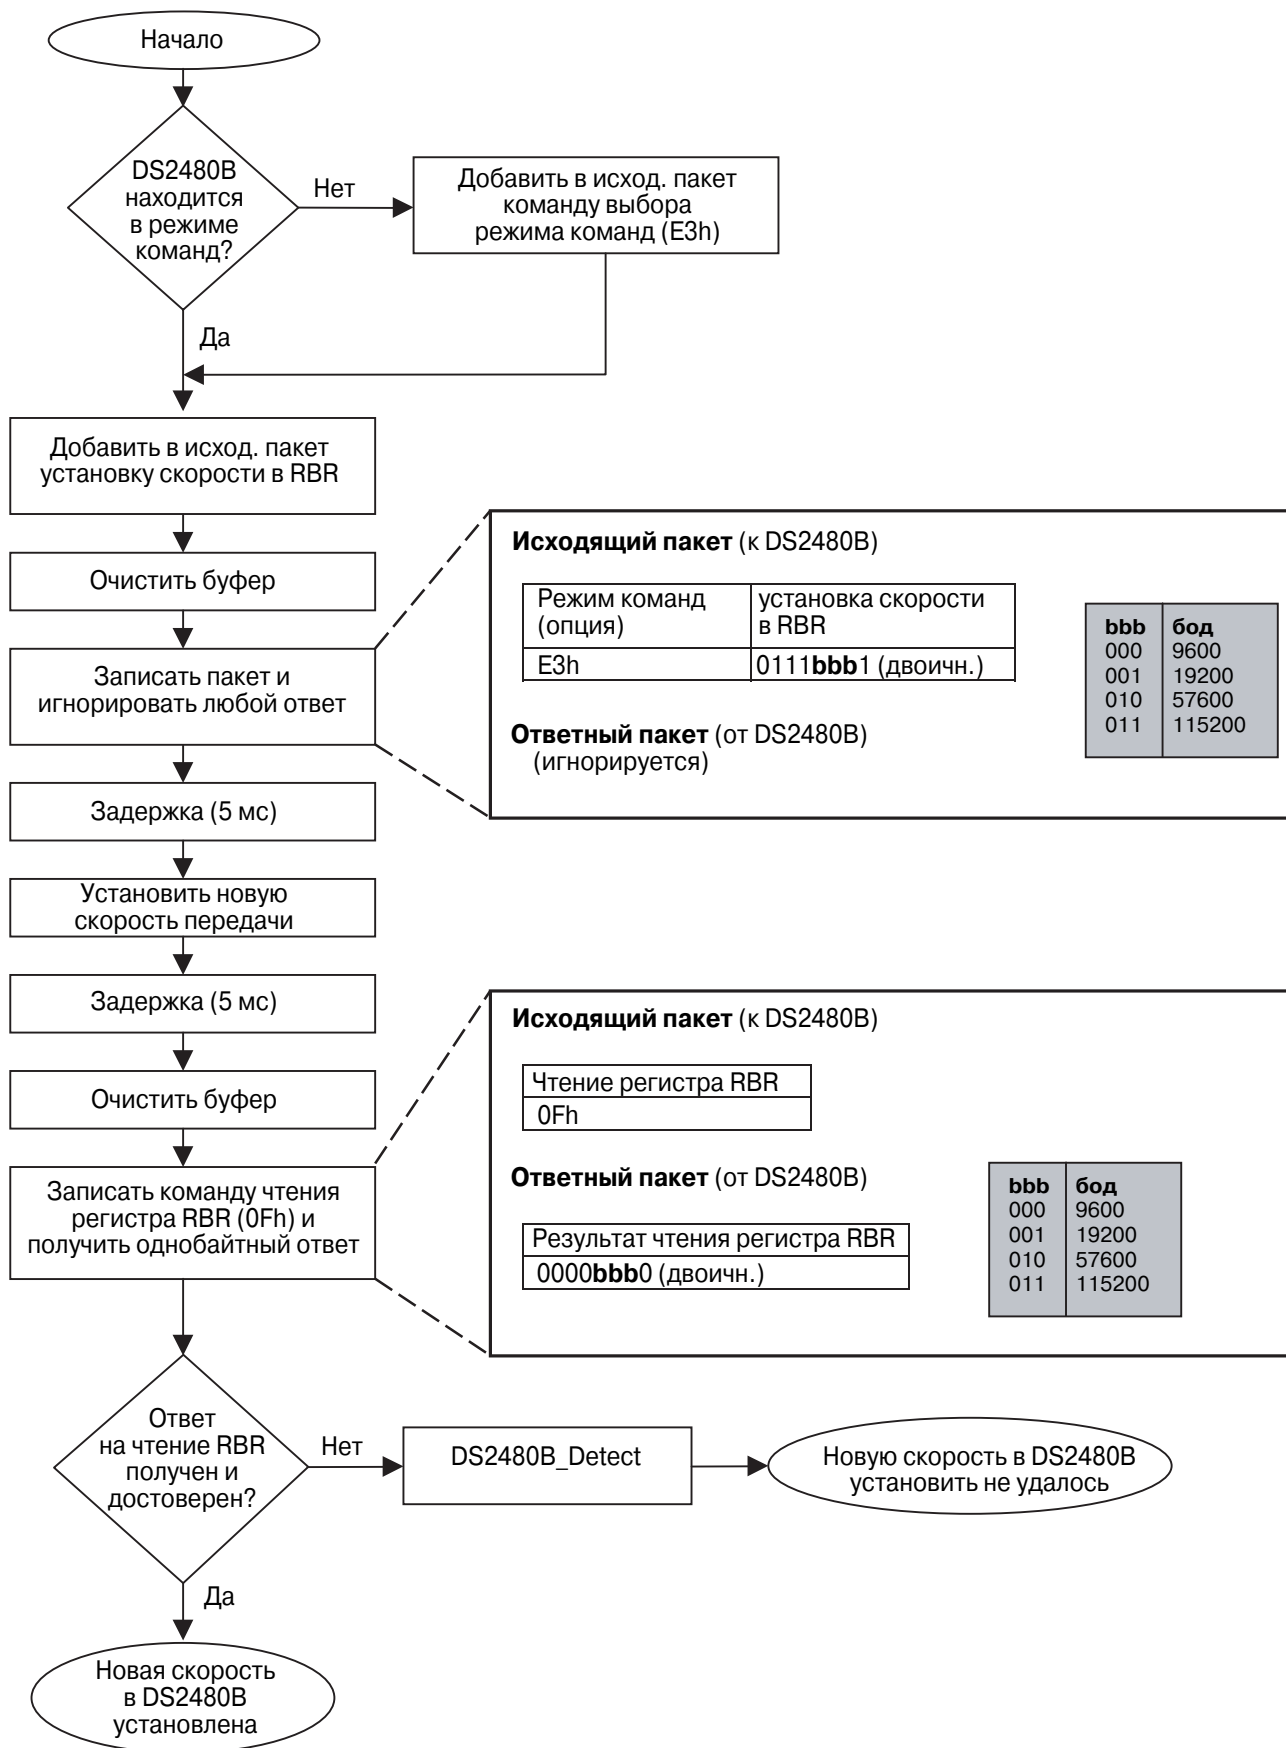 Начало
DS2480B
находится
в режиме
команд?
Нет
Добавить в исход. пакет
команду выбора
режима команд (E3h)
Да
Добавить в исход. пакет
установку скорости в RBR
Очистить буфер
Записать пакет и
игнорировать любой ответ
Исходящий пакет (к DS2480B)
Режим команд
(опция)
установка скорости
в RBR
E3h
0111bbb1 (двоичн.)
Ответный пакет (от DS2480B)
(игнорируется)
bbb бод
000 9600
001 19200
010 57600
011 115200
Задержка (5 мс)
Установить новую
скорость передачи
Задержка (5 мс)
Очистить буфер
Записать команду чтения
регистра RBR (0Fh) и
получить однобайтный ответ
Исходящий пакет (к DS2480B)
Чтение регистра RBR
0Fh
Ответный пакет (от DS2480B)
Результат чтения регистра RBR
0000bbb0 (двоичн.)
bbb бод
000 9600
001 19200
010 57600
011 115200
Ответ
на чтение RBR
получен и
достоверен?
Нет
DS2480B_Detect
Новую скорость в DS2480B
установить не удалось
Да
Новая скорость
в DS2480B
установлена